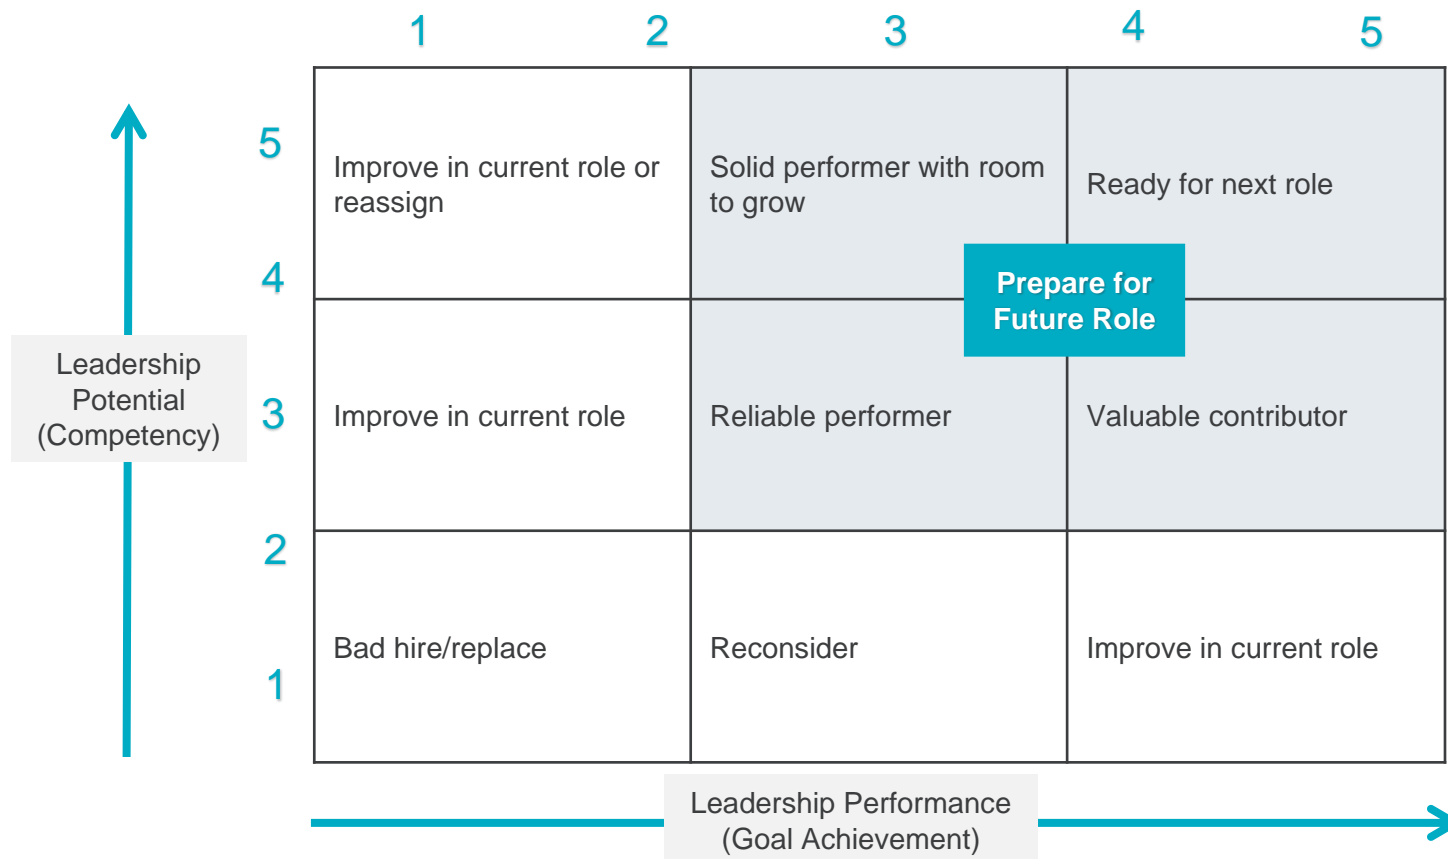 1 2 3 4 5
5
Improve in current role or
reassign
Solid performer with room
to grow
Ready for next role
4
Prepare for
Future Role
Leadership
Potential
(Competency)
3
Improve in current role
Reliable performer
Valuable contributor
2
Bad hire/replace
Reconsider
Improve in current role
1
Leadership Performance
(Goal Achievement)